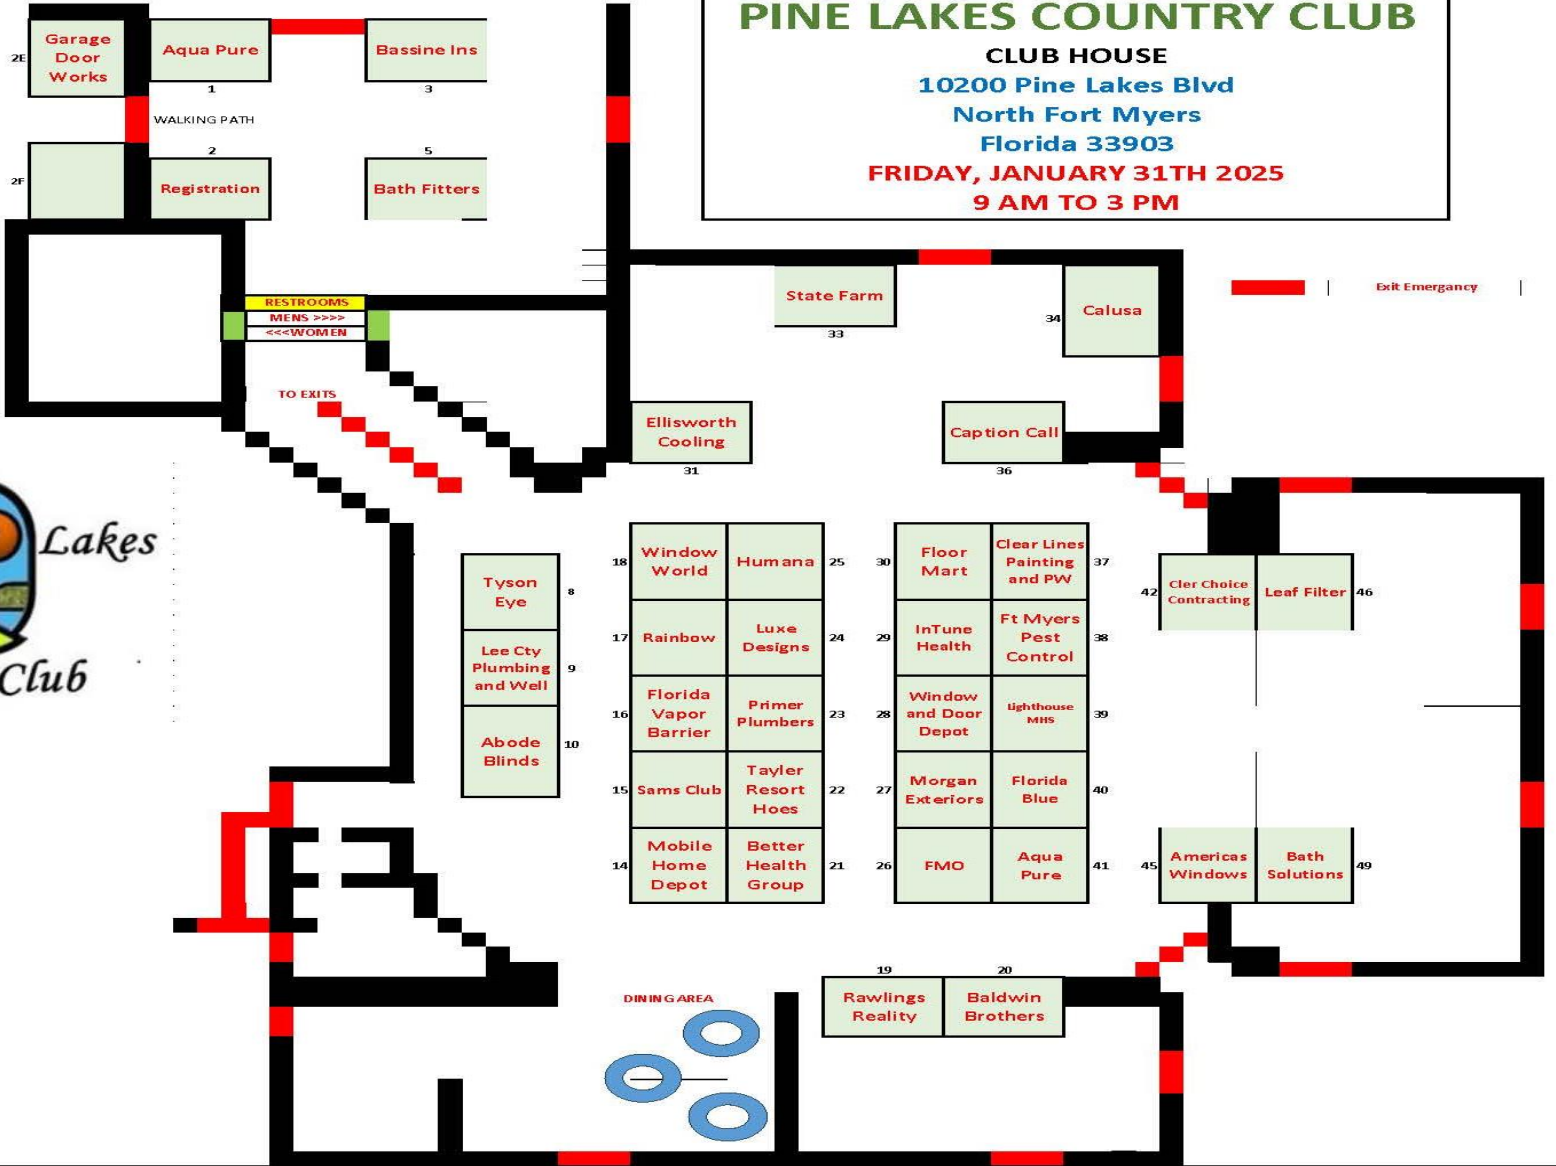 PINE LAKES COUNTRY CLUB
CLUB HOUSE
10200 Pine Lakes Blvd
North Fort Myers
Florida 33903
FRIDAY, JANUARY 31TH 2025
9 AM TO 3 PM
2E
Garage
Door
Works
Aqua Pure
1
Bassine Ins
3
WALKING PATH
2F
2
Registration
5
Bath Fitters
RESTROOMS
MENS >>>>
<<<WOMEN
TO EXITS
State Farm
33
34
Calusa
Exit Emergancy
Ellisworth
Cooling
31
Caption Call
36
Lakes
Club
Tyson
Eye
8
Lee Cty
Plumbing
and Well
9
Abode
Blinds
10
18
Window
World
Humana
25
17
Rainbow
Luxe
Designs
24
16
Florida
Vapor
Barrier
Primer
Plumbers
23
15
Sams Club
Tayler
Resort
Hoes
22
14
Mobile
Home
Depot
Better
Health
Group
21
30
Floor
Mart
Clear Lines
Painting
and PW
37
29
InTune
Health
Ft Myers
Pest
Control
38
28
Window
and Door
Depot
Lighthouse
MHS
39
27
Morgan
Exteriors
Florida
Blue
40
26
FMO
Aqua
Pure
41
42
Cler Choice
Contracting
Leaf Filter
46
45
Americas
Windows
Bath
Solutions
49
19
Rawlings
Reality
20
Baldwin
Brothers
DINING AREA